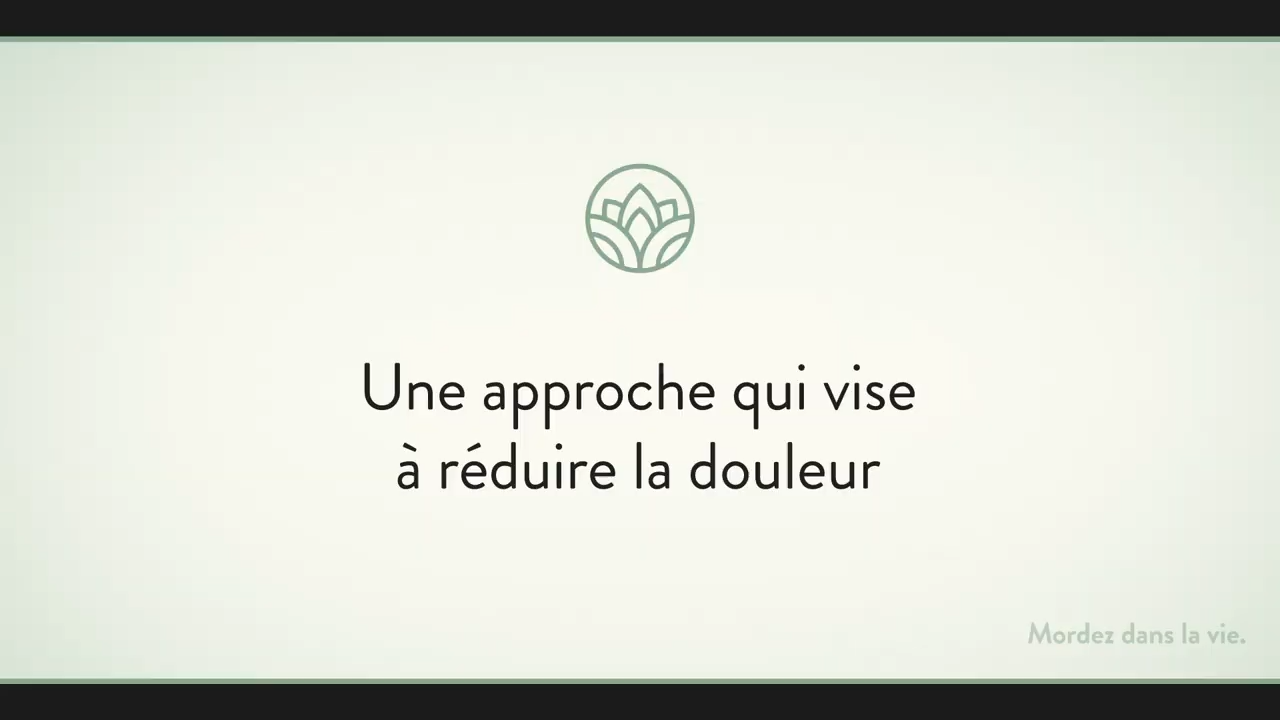 Une approche qui vise
à réduire la douleur
Mordez dans la vie.